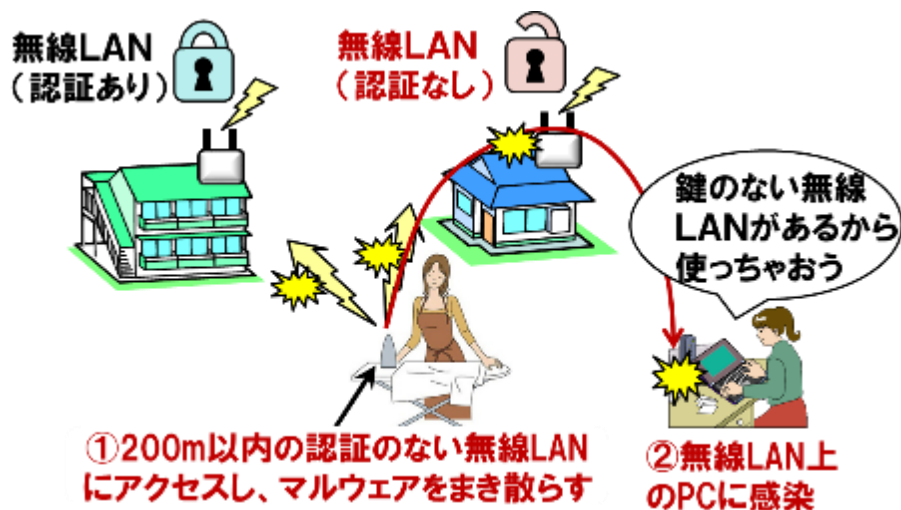 無線LAN
（認証あり）
無線LAN
（認証なし）
鍵のない無線
LANがあるから
使っちゃおう
①200m以内の認証のない無線LAN
にアクセスし、マルウェアをまき散らす
②無線LAN上
のPCに感染